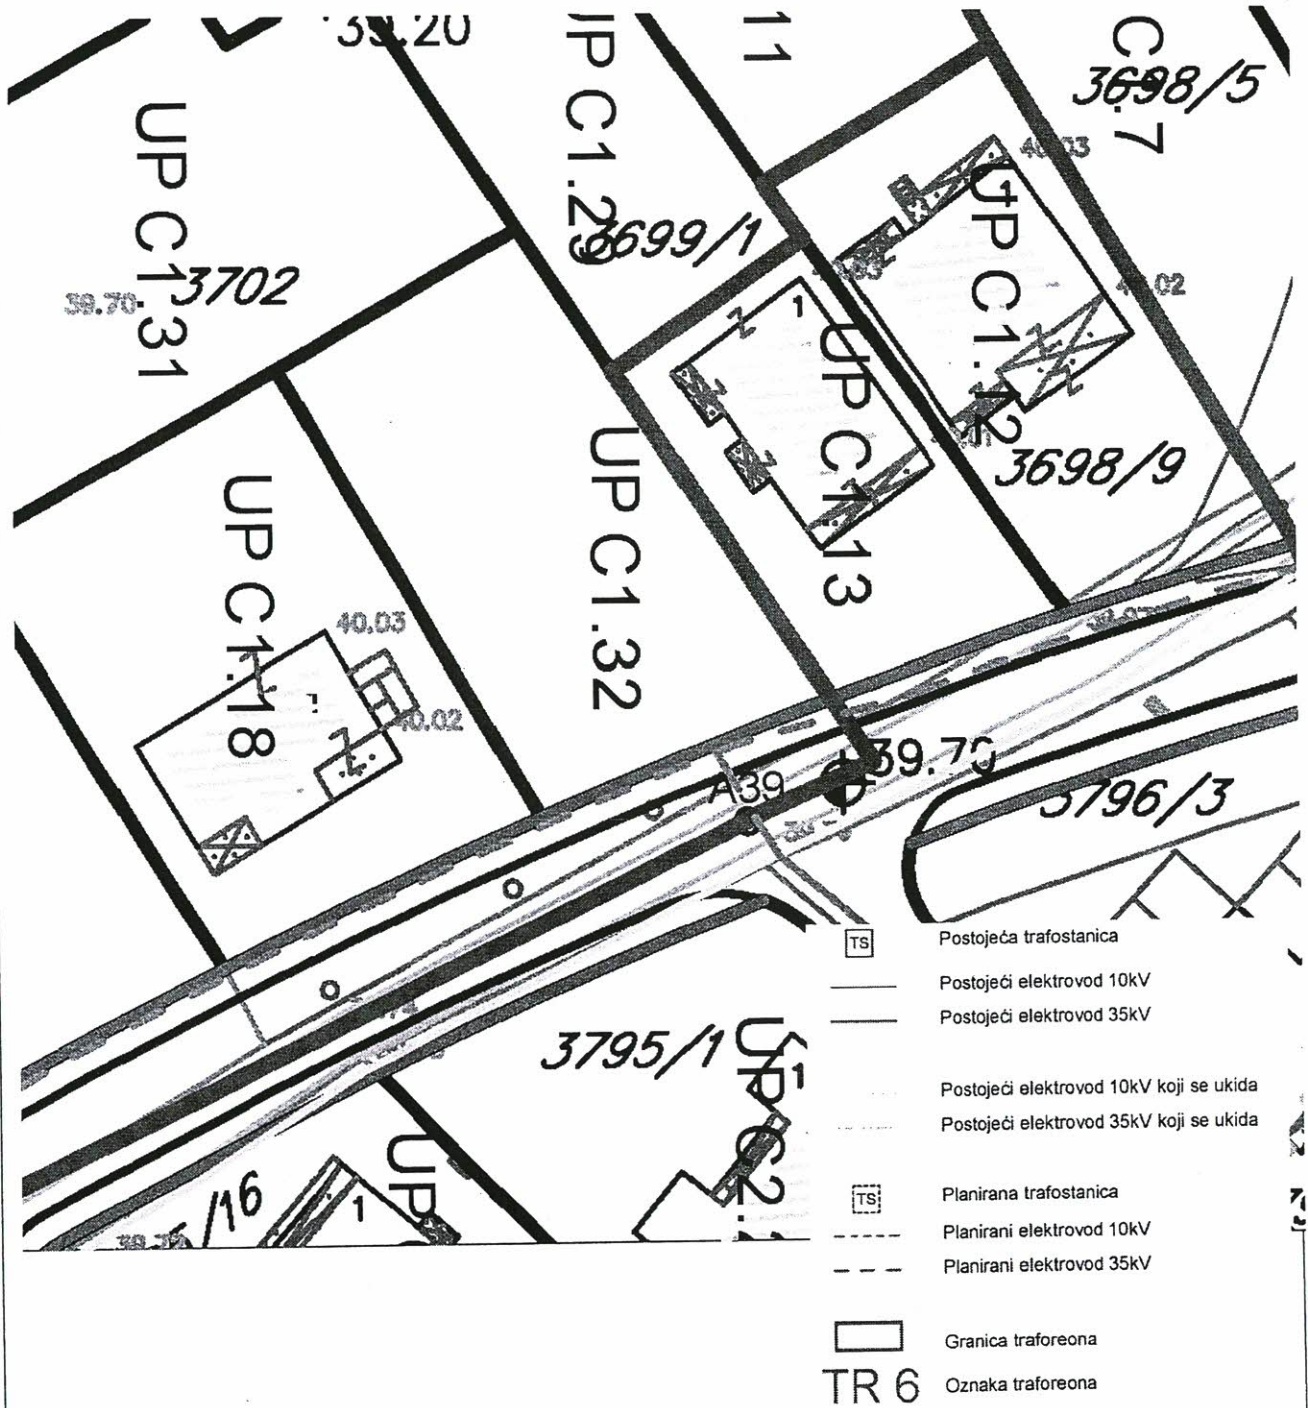 39.20
UP C1.29
11
C1.7
3698/5
UP C1.31
40.03
UP C1.12
1
3699/1
3702
39.70
40.02
1
UP C1.13
3698/9
UP C1.32
UP C1.18
40.03
40.02
A39
39.70
3796/3
TS Postojeća trafostanica
Postojeći elektrovod 10kV
Postojeći elektrovod 35kV
3795/1
UP C2.
1
Postojeći elektrovod 10kV koji se ukida
Postojeći elektrovod 35kV koji se ukida
UP
/16
1
TS Planirana trafostanica
Planirani elektrovod 10kV
Planirani elektrovod 35kV
Granica traforeona
TR 6 Oznaka traforeona